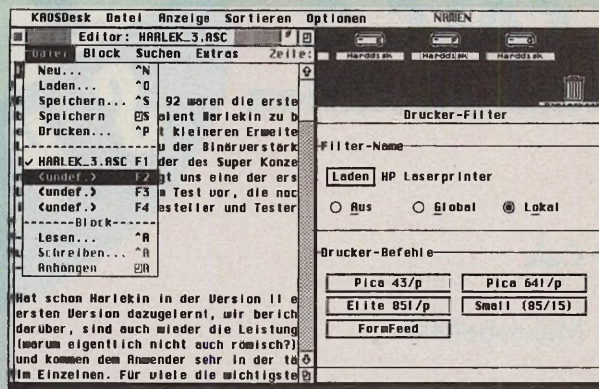 KAOSDesk Datei Anzeige Sortieren Optionen
NAMEN
Editor: HARLEK_3.ASC
Datei Block Suchen Extras Zeile:
Neu... ^N
Laden... ^O
Speichern... ^S
Speichern S
Drucken... ^P
✓ HARLEK_3.ASC F1
<undef.> F2
<undef.> F3
<undef.> F4
------Block------
Lesen... ^R
Schreiben... ^A
Anhängen A
92 waren die erste
alent Harlekin zu b
t kleineren Erweite
u der Binärverstärk
der des Super Konze
gt uns eine der ers
m Test vor, die noc
esteller und Tester
Hat schon Harlekin in der Version II e
ersten Version dazugelernt, wir berich
darüber, sind auch wieder die Leistung
(warum eigentlich nicht auch römisch?)
und kommen dem Anwender sehr in der tä
Im Einzelnen. Für viele die wichtigste
Harddisk Harddisk Harddisk
Drucker-Filter
Filter-Name
Laden HP Laserprinter
Aus Global Lokal
Drucker-Befehle
Pica 43/p Pica 64l/p
Elite 85l/p Small (85/15)
FormFeed